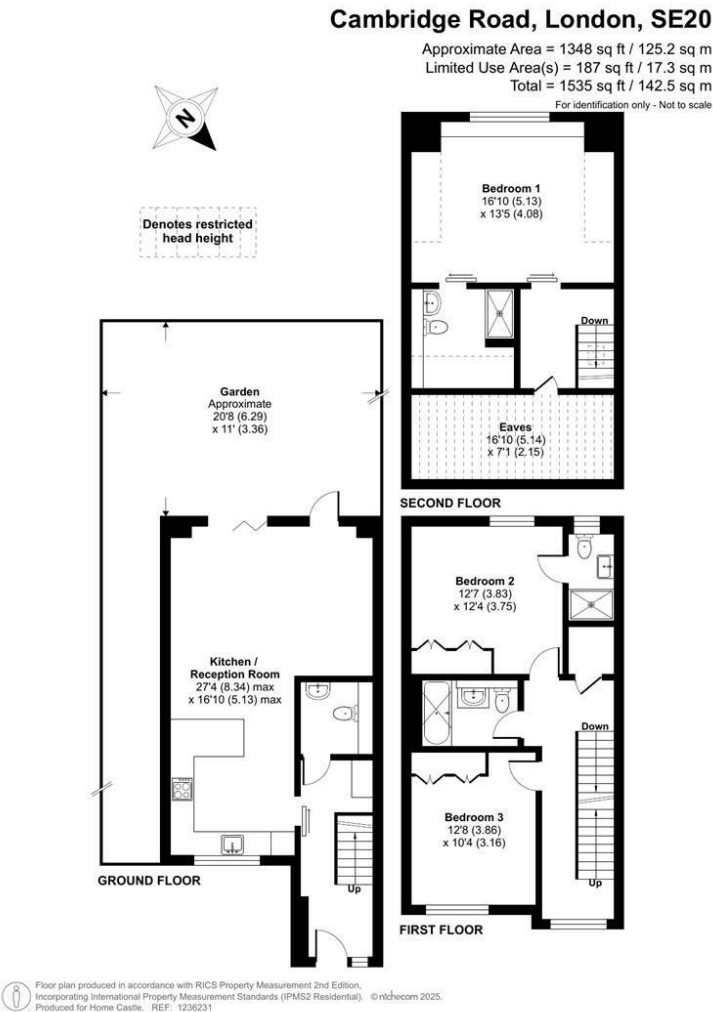 Cambridge Road, London, SE20
Approximate Area = 1348 sq ft / 125.2 sq m
Limited Use Area(s) = 187 sq ft / 17.3 sq m
Total = 1535 sq ft / 142.5 sq m
For identification only - Not to scale
N
Denotes restricted
head height
Bedroom 1
16'10 (5.13)
x 13'5 (4.08)
Down
Eaves
16'10 (5.14)
x 7'1 (2.15)
SECOND FLOOR
Garden
Approximate
20'8 (6.29)
x 11' (3.36)
Kitchen /
Reception Room
27'4 (8.34) max
x 16'10 (5.13) max
Up
GROUND FLOOR
Bedroom 2
12'7 (3.83)
x 12'4 (3.75)
Down
Bedroom 3
12'8 (3.86)
x 10'4 (3.16)
Up
FIRST FLOOR
Floor plan produced in accordance with RICS Property Measurement 2nd Edition,
Incorporating International Property Measurement Standards (IPMS2 Residential). ©nichecom 2025.
Produced for Home Castle. REF: 1236231